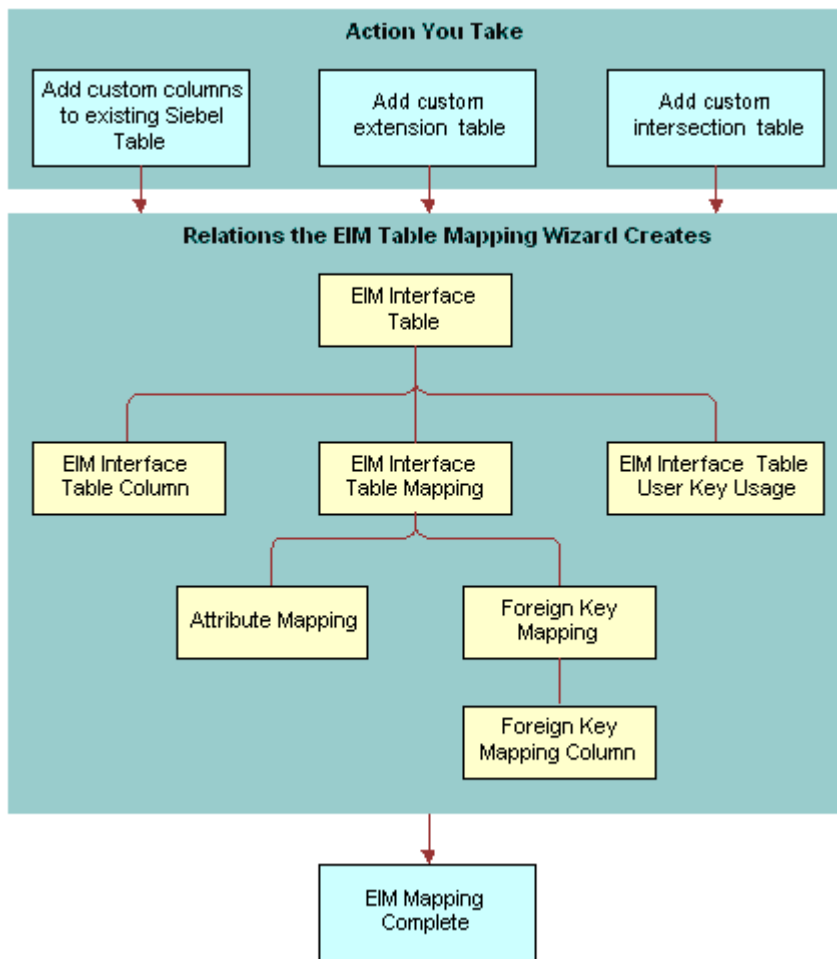 Action You Take
Add custom columns
to existing Siebel
Table
Add custom
extension table
Add custom
intersection table
Relations the EIM Table Mapping Wizard Creates
EIM Interface
Table
EIM Interface
Table Column
EIM Interface
Table Mapping
EIM Interface Table
User Key Usage
Attribute Mapping
Foreign Key
Mapping
Foreign Key
Mapping Column
EIM Mapping
Complete